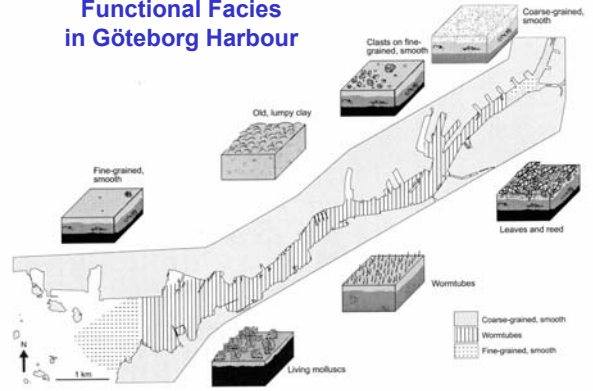 Functional Facies
in Göteborg Harbour
Coarse-grained,
smooth
Clasts on fine-
grained, smooth
Old, lumpy clay
Fine-grained,
smooth
Leaves and reed
Wormtubes
Living molluscs
Coarse-grained, smooth
Wormtubes
Fine-grained, smooth
N
1 km